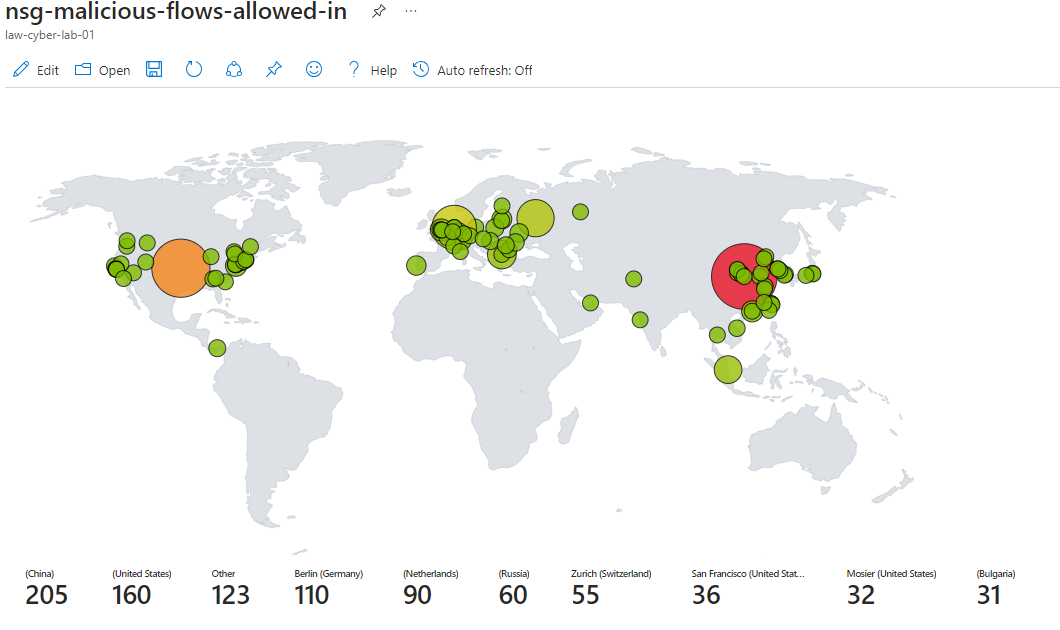 nsg-malicious-flows-allowed-in
law-cyber-lab-01
Edit Open Help Auto refresh: Off
(China) (United States) Other Berlin (Germany) (Netherlands) (Russia) Zurich (Switzerland) San Francisco (United Stat... Mosier (United States) (Bulgaria)
205 160 123 110 90 60 55 36 32 31